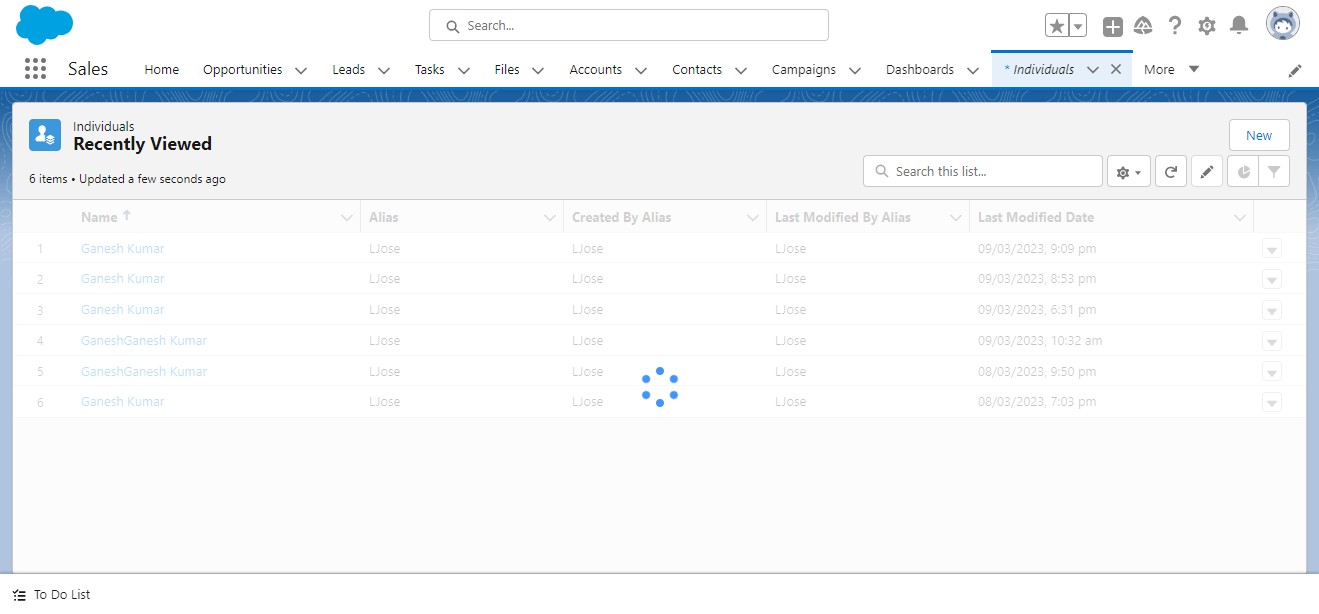 Search...
Sales Home Opportunities Leads Tasks Files Accounts Contacts Campaigns Dashboards * Individuals More
Individuals
Recently Viewed
New
6 items • Updated a few seconds ago
Search this list...
Name Alias Created By Alias Last Modified By Alias Last Modified Date
1 Ganesh Kumar LJose LJose LJose 09/03/2023, 9:09 pm
2 Ganesh Kumar LJose LJose LJose 09/03/2023, 8:53 pm
3 Ganesh Kumar LJose LJose LJose 09/03/2023, 6:31 pm
4 GaneshGanesh Kumar LJose LJose LJose 09/03/2023, 10:32 am
5 GaneshGanesh Kumar LJose LJose LJose 08/03/2023, 9:50 pm
6 Ganesh Kumar LJose LJose LJose 08/03/2023, 7:03 pm
To Do List